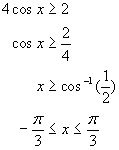 4 cos x ≥ 2
cos x ≥ 2/4
x ≥ cos⁻¹(1/2)
-π/3 ≤ x ≤ π/3